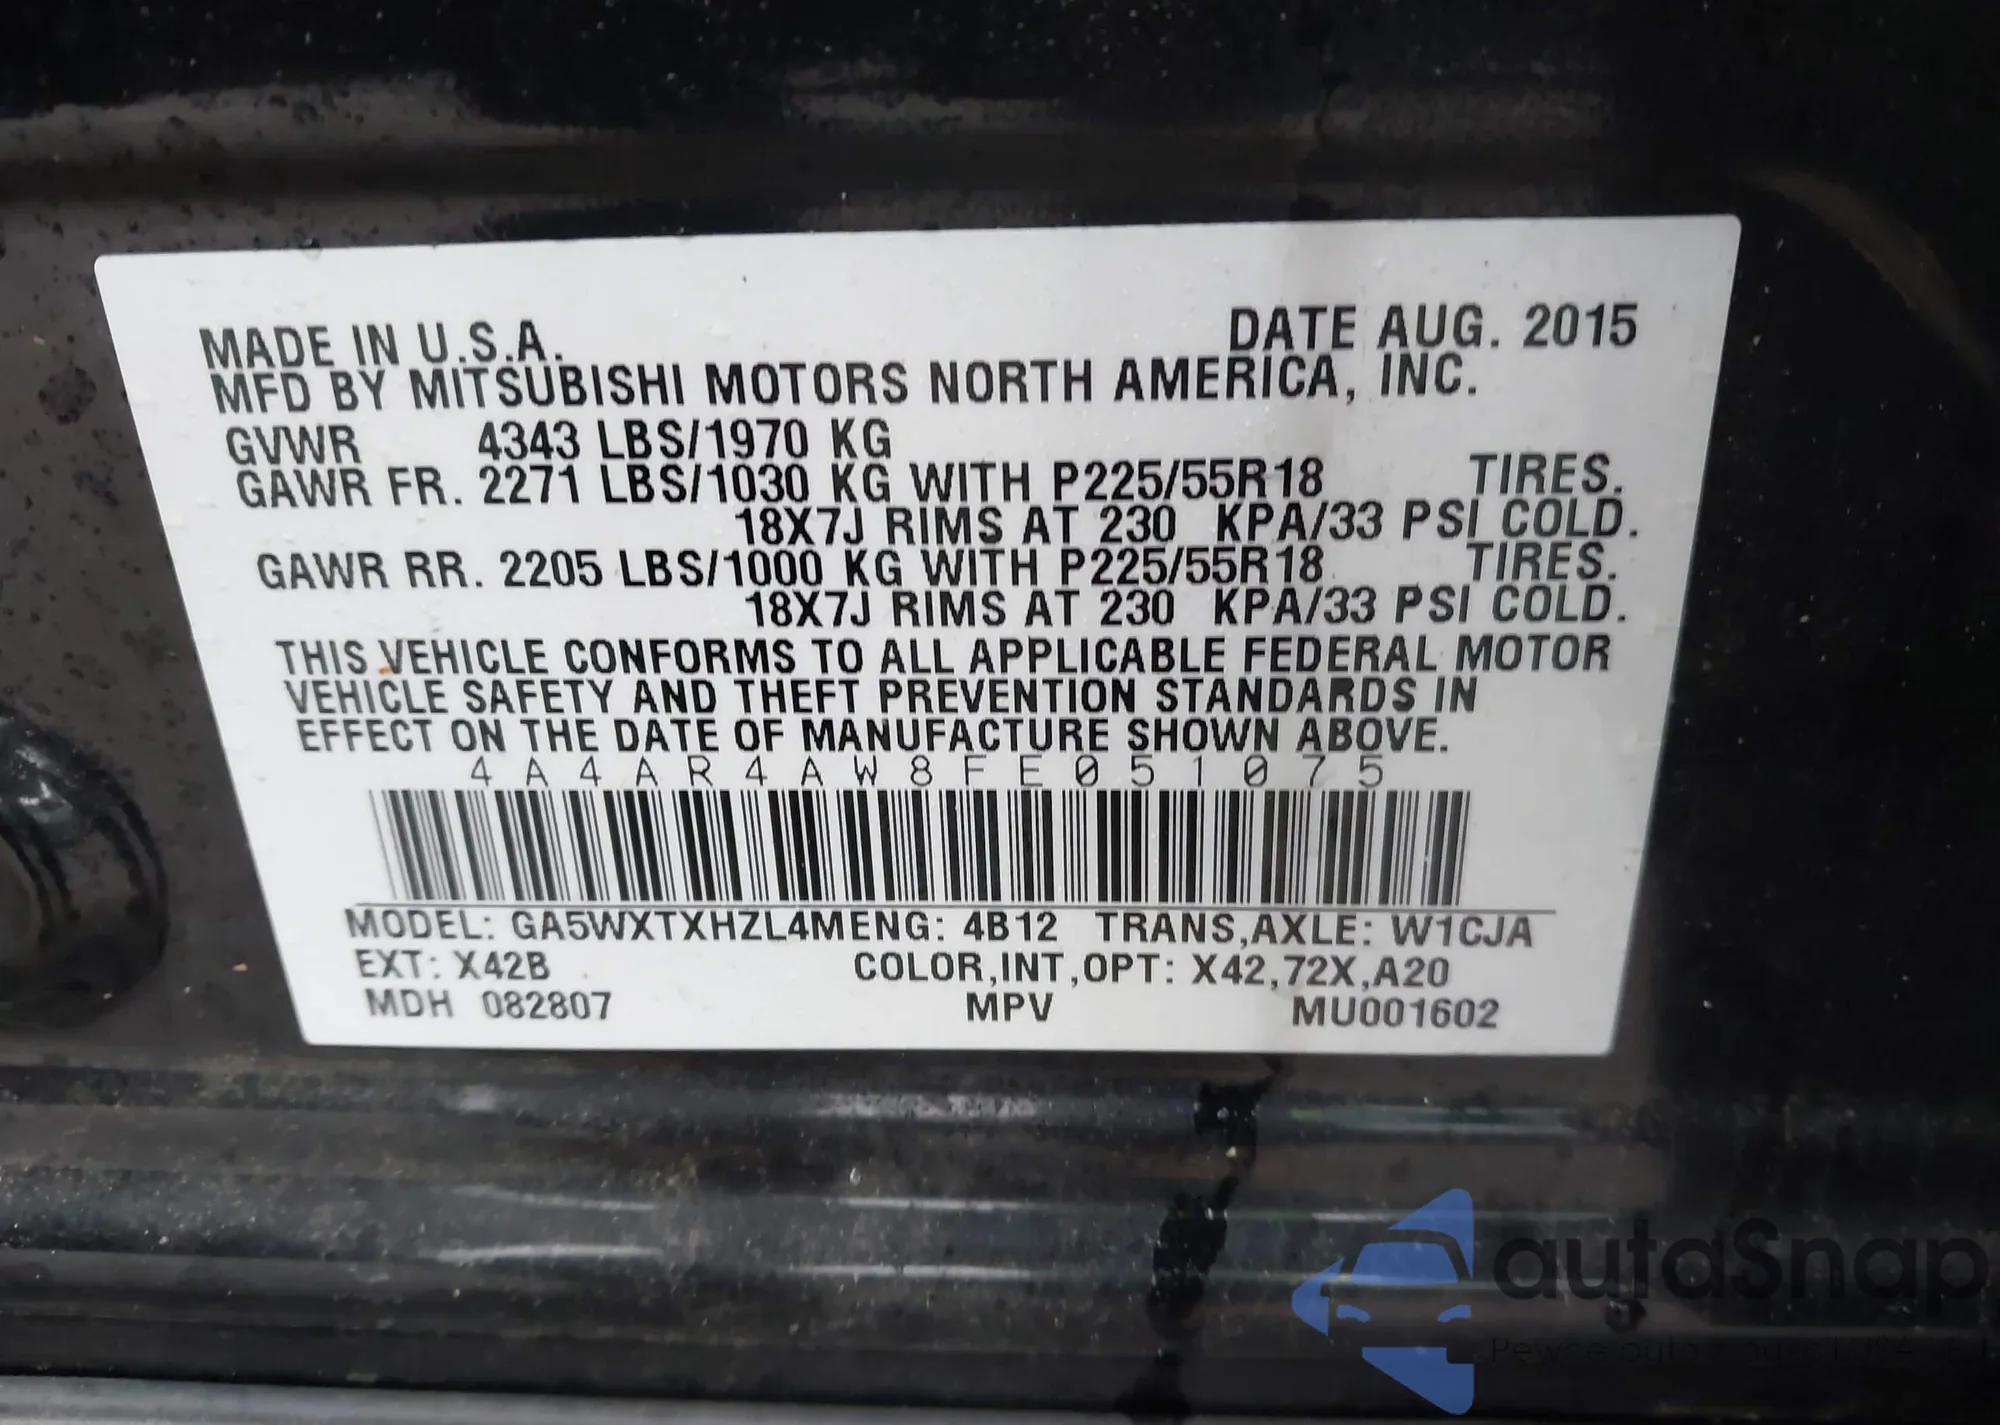 MADE IN U.S.A. DATE AUG. 2015
MFD BY MITSUBISHI MOTORS NORTH AMERICA, INC.
GVWR 4343 LBS/1970 KG
GAWR FR. 2271 LBS/1030 KG WITH P225/55R18 TIRES.
18X7J RIMS AT 230 KPA/33 PSI COLD.
GAWR RR. 2205 LBS/1000 KG WITH P225/55R18 TIRES.
18X7J RIMS AT 230 KPA/33 PSI COLD.
THIS VEHICLE CONFORMS TO ALL APPLICABLE FEDERAL MOTOR
VEHICLE SAFETY AND THEFT PREVENTION STANDARDS IN
EFFECT ON THE DATE OF MANUFACTURE SHOWN ABOVE.
4A4AR4AW8FE051075
MODEL: GA5WXTXHZL4MENG: 4B12 TRANS,AXLE: W1CJA
EXT: X42B COLOR,INT,OPT: X42,72X,A20
MDH 082807 MPV MU001602
autaSnap